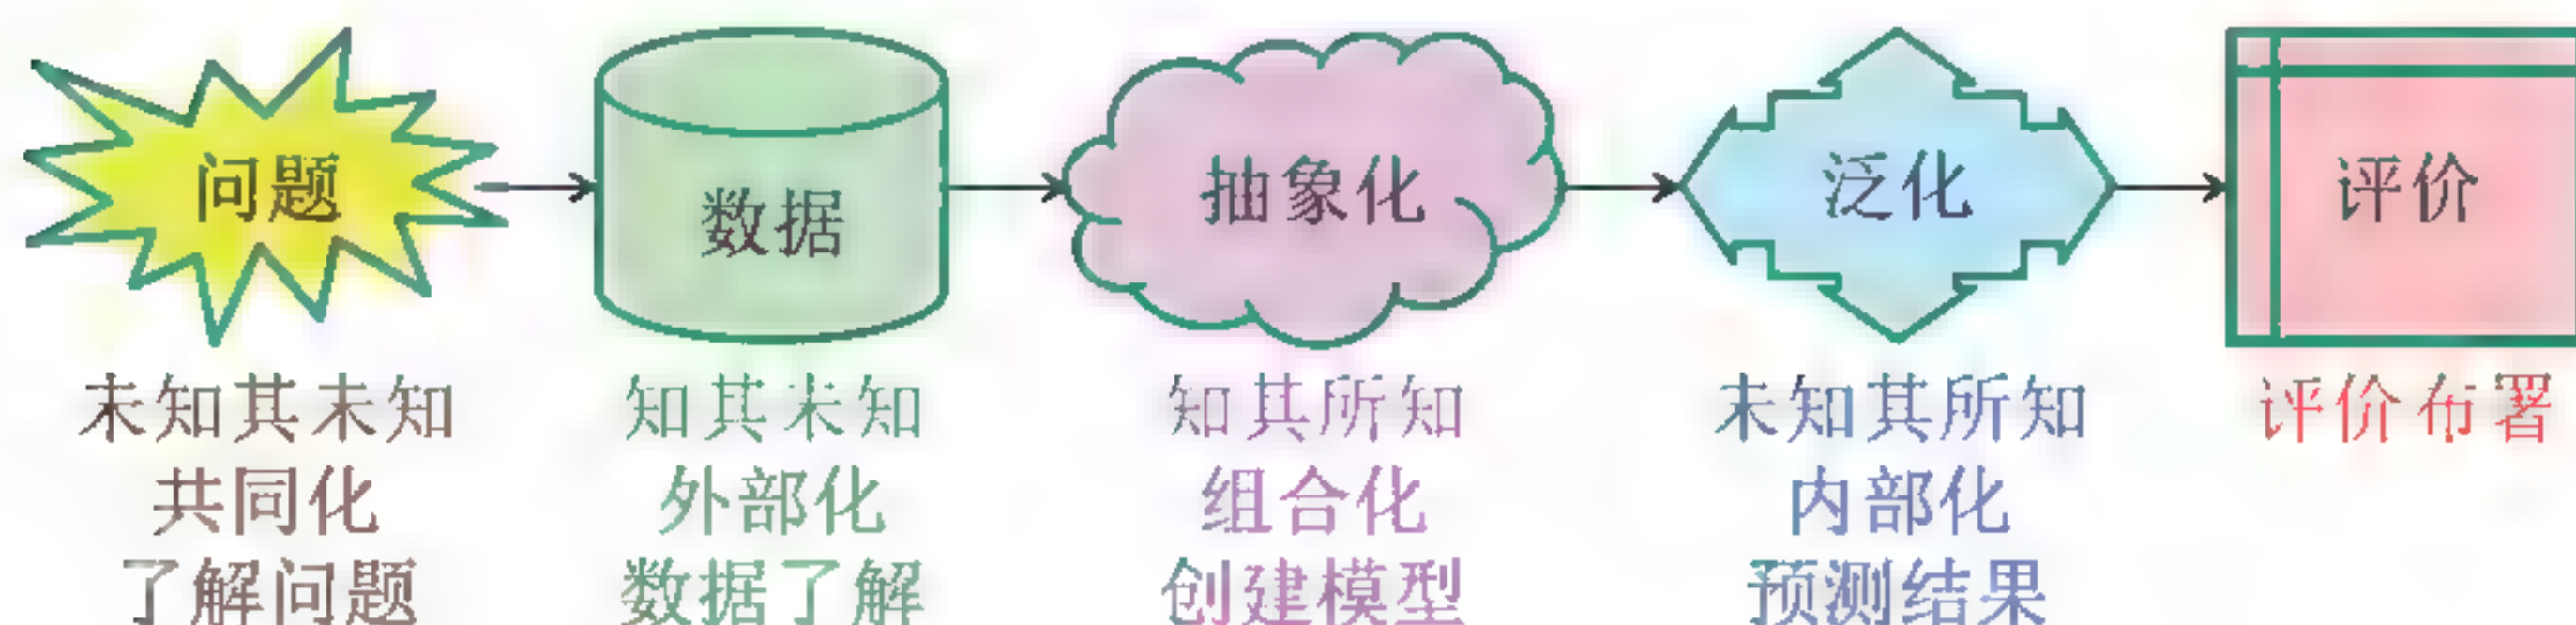 问题
数据
抽象化
泛化
评价
未知其未知
共同化
了解问题
知其未知
外部化
数据了解
知其所知
组合化
创建模型
未知其所知
内部化
预测结果
评价布署